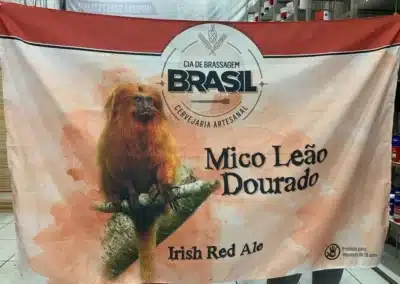 CIA DE BRASSAGEM
BRASIL
CERVEJARIA ARTESANAL
Mico Leão
Dourado
Irish Red Ale